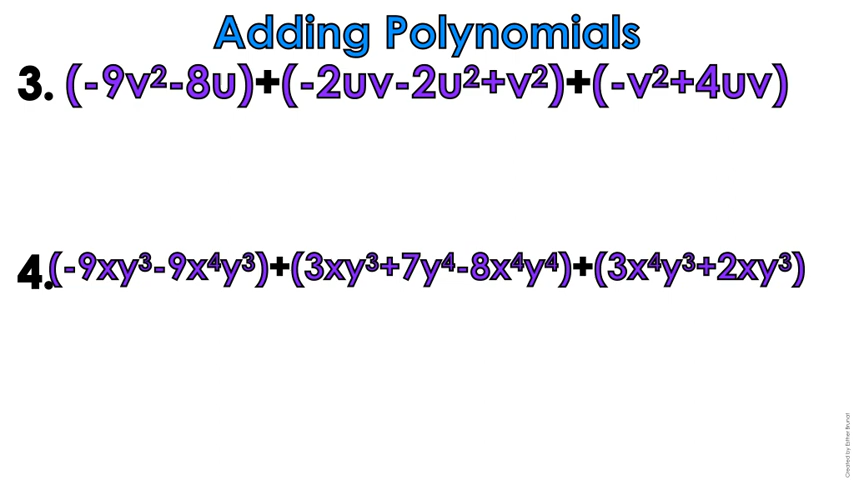 Adding Polynomials
3. (-9v²-8u)+(-2uv-2u²+v²)+(-v²+4uv)
4.(-9xy³-9x⁴y³)+(3xy³+7y⁴-8x⁴y⁴)+(3x⁴y³+2xy³)
Created by Esther Brunat